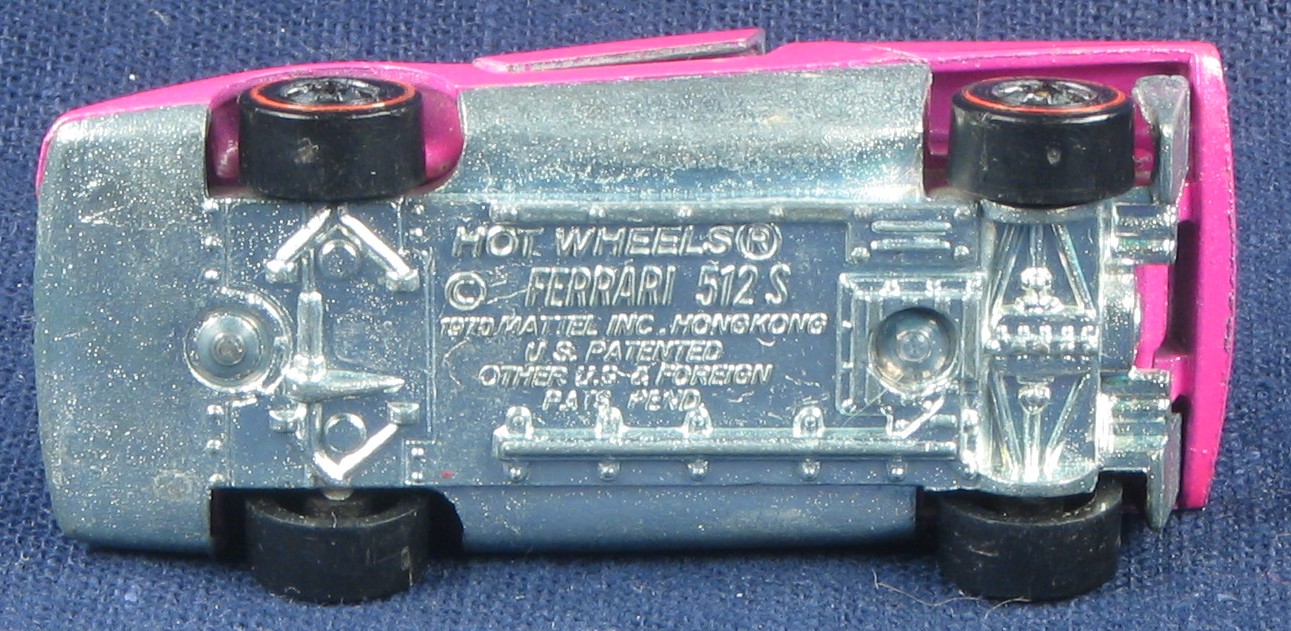 HOT WHEELS®
© FERRARI 512 S
1970 MATTEL INC. HONGKONG
U.S. PATENTED
OTHER U.S. & FOREIGN
PATS. PEND.